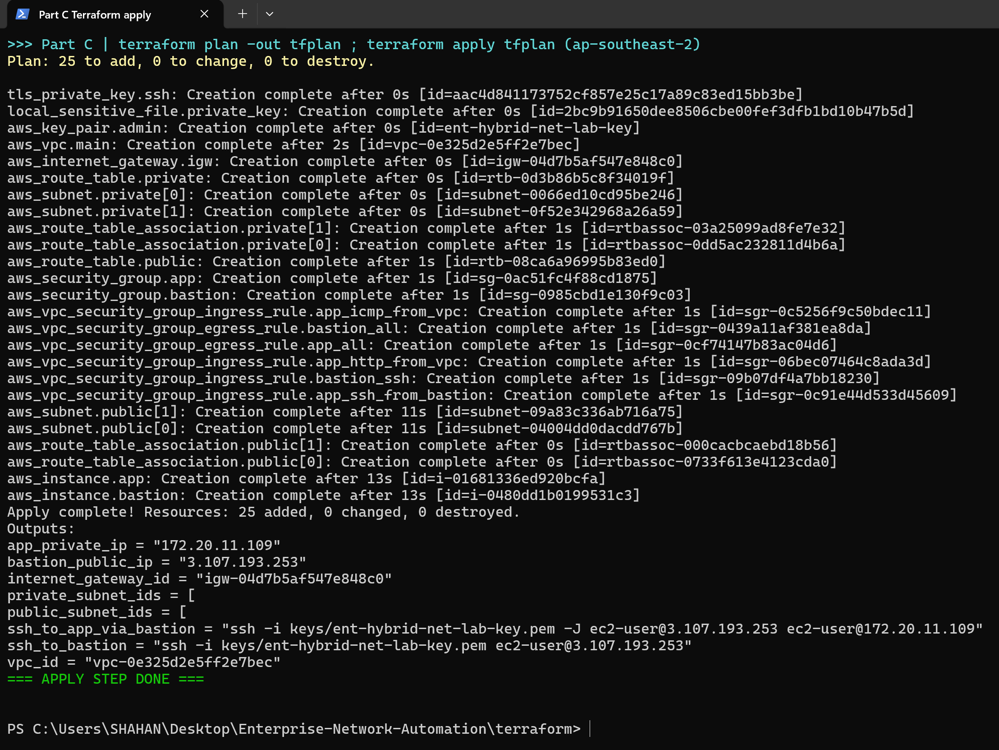 Part C Terraform apply
>>> Part C | terraform plan -out tfplan ; terraform apply tfplan (ap-southeast-2)
Plan: 25 to add, 0 to change, 0 to destroy.
tls_private_key.ssh: Creation complete after 0s [id=aac4d841173752cf857e25c17a89c83ed15bb3be]
local_sensitive_file.private_key: Creation complete after 0s [id=2bc9b91650dee8506cbe00fef3dfb1bd10b47b5d]
aws_key_pair.admin: Creation complete after 0s [id=ent-hybrid-net-lab-key]
aws_vpc.main: Creation complete after 2s [id=vpc-0e325d2e5ff2e7bec]
aws_internet_gateway.igw: Creation complete after 0s [id=igw-04d7b5af547e848c0]
aws_route_table.private: Creation complete after 0s [id=rtb-0d3b86b5c8f34019f]
aws_subnet.private[0]: Creation complete after 0s [id=subnet-0066ed10cd95be246]
aws_subnet.private[1]: Creation complete after 0s [id=subnet-0f52e342968a26a59]
aws_route_table_association.private[1]: Creation complete after 1s [id=rtbassoc-03a25099ad8fe7e32]
aws_route_table_association.private[0]: Creation complete after 1s [id=rtbassoc-0dd5ac232811d4b6a]
aws_route_table.public: Creation complete after 1s [id=rtb-08ca6a96995b83ed0]
aws_security_group.app: Creation complete after 1s [id=sg-0ac51fc4f88cd1875]
aws_security_group.bastion: Creation complete after 1s [id=sg-0985cbd1e130f9c03]
aws_vpc_security_group_ingress_rule.app_icmp_from_vpc: Creation complete after 1s [id=sgr-0c5256f9c50bdec11]
aws_vpc_security_group_egress_rule.bastion_all: Creation complete after 1s [id=sgr-0439a11af381ea8da]
aws_vpc_security_group_egress_rule.app_all: Creation complete after 1s [id=sgr-0cf74147b83ac04d6]
aws_vpc_security_group_ingress_rule.app_http_from_vpc: Creation complete after 1s [id=sgr-06bec07464c8ada3d]
aws_vpc_security_group_ingress_rule.bastion_ssh: Creation complete after 1s [id=sgr-09b07df4a7bb18230]
aws_vpc_security_group_ingress_rule.app_ssh_from_bastion: Creation complete after 1s [id=sgr-0c91e44d533d45609]
aws_subnet.public[1]: Creation complete after 11s [id=subnet-09a83c336ab716a75]
aws_subnet.public[0]: Creation complete after 11s [id=subnet-04004dd0dacdd767b]
aws_route_table_association.public[1]: Creation complete after 0s [id=rtbassoc-000cacbcaebd18b56]
aws_route_table_association.public[0]: Creation complete after 0s [id=rtbassoc-0733f613e4123cda0]
aws_instance.app: Creation complete after 13s [id=i-01681336ed920bcfa]
aws_instance.bastion: Creation complete after 13s [id=i-0480dd1b0199531c3]
Apply complete! Resources: 25 added, 0 changed, 0 destroyed.
Outputs:
app_private_ip = "172.20.11.109"
bastion_public_ip = "3.107.193.253"
internet_gateway_id = "igw-04d7b5af547e848c0"
private_subnet_ids = [
public_subnet_ids = [
ssh_to_app_via_bastion = "ssh -i keys/ent-hybrid-net-lab-key.pem -J ec2-user@3.107.193.253 ec2-user@172.20.11.109"
ssh_to_bastion = "ssh -i keys/ent-hybrid-net-lab-key.pem ec2-user@3.107.193.253"
vpc_id = "vpc-0e325d2e5ff2e7bec"
=== APPLY STEP DONE ===
PS C:\Users\SHAHAN\Desktop\Enterprise-Network-Automation\terraform>